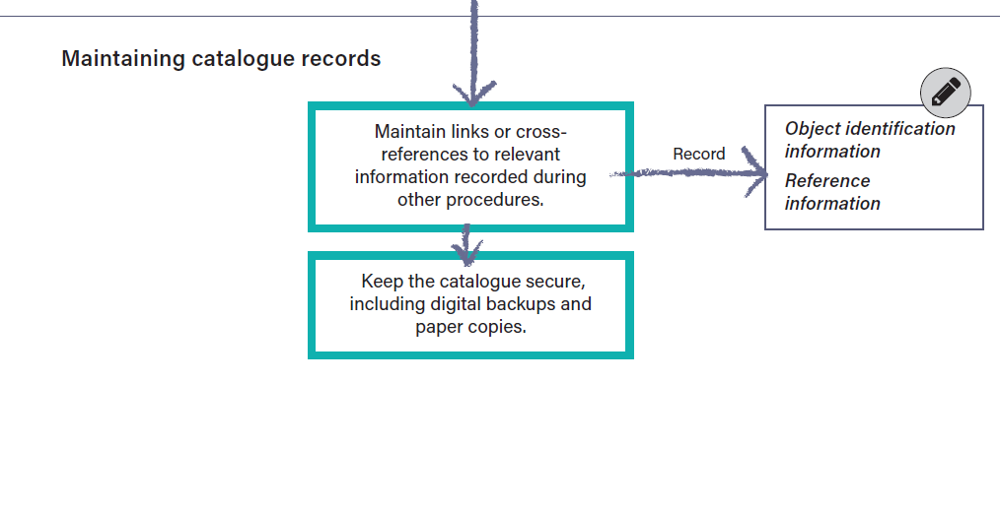 Maintaining catalogue records
Maintain links or cross-
references to relevant
information recorded during
other procedures.
Record
Object identification
information
Reference
information
Keep the catalogue secure,
including digital backups and
paper copies.